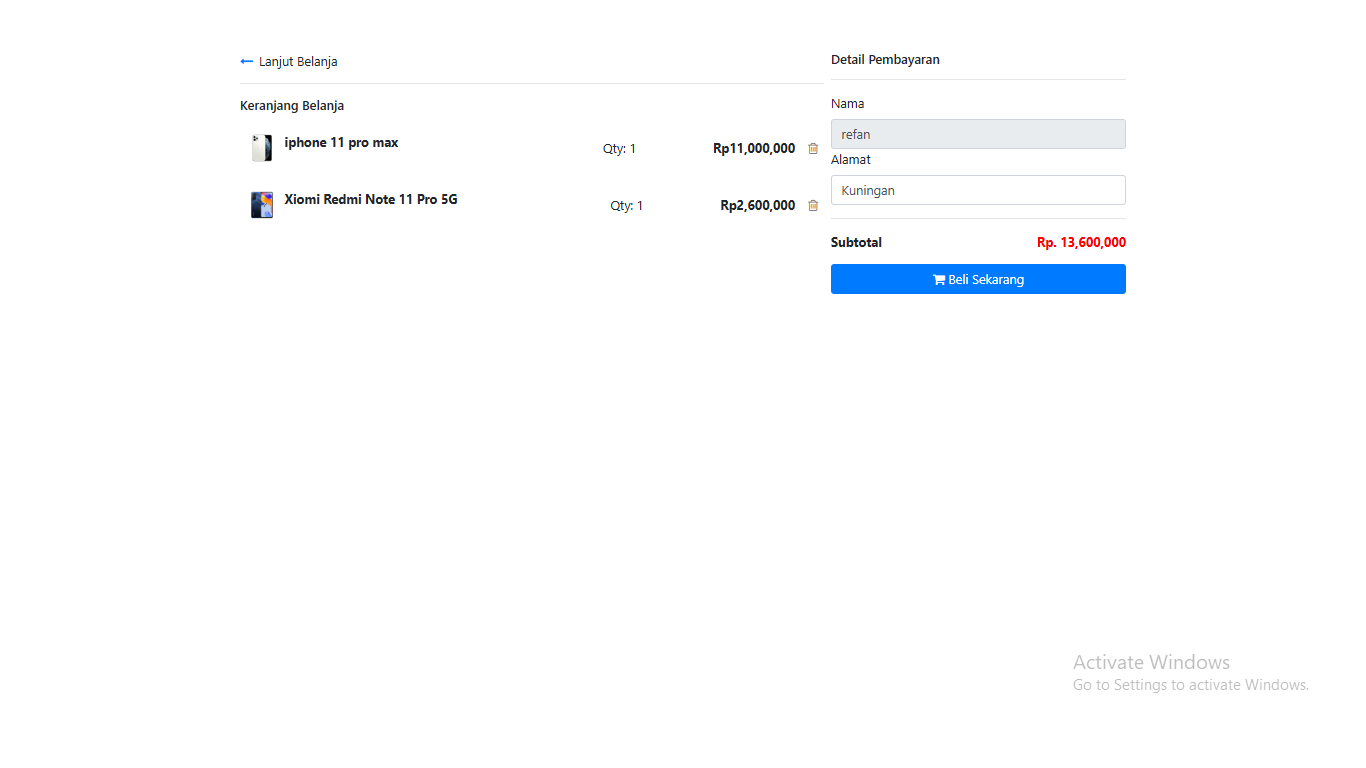 Lanjut Belanja
Keranjang Belanja
iphone 11 pro max
Qty: 1
Rp11,000,000
Xiomi Redmi Note 11 Pro 5G
Qty: 1
Rp2,600,000
Detail Pembayaran
Nama
refan
Alamat
Kuningan
Subtotal Rp. 13,600,000
Beli Sekarang
Activate Windows
Go to Settings to activate Windows.